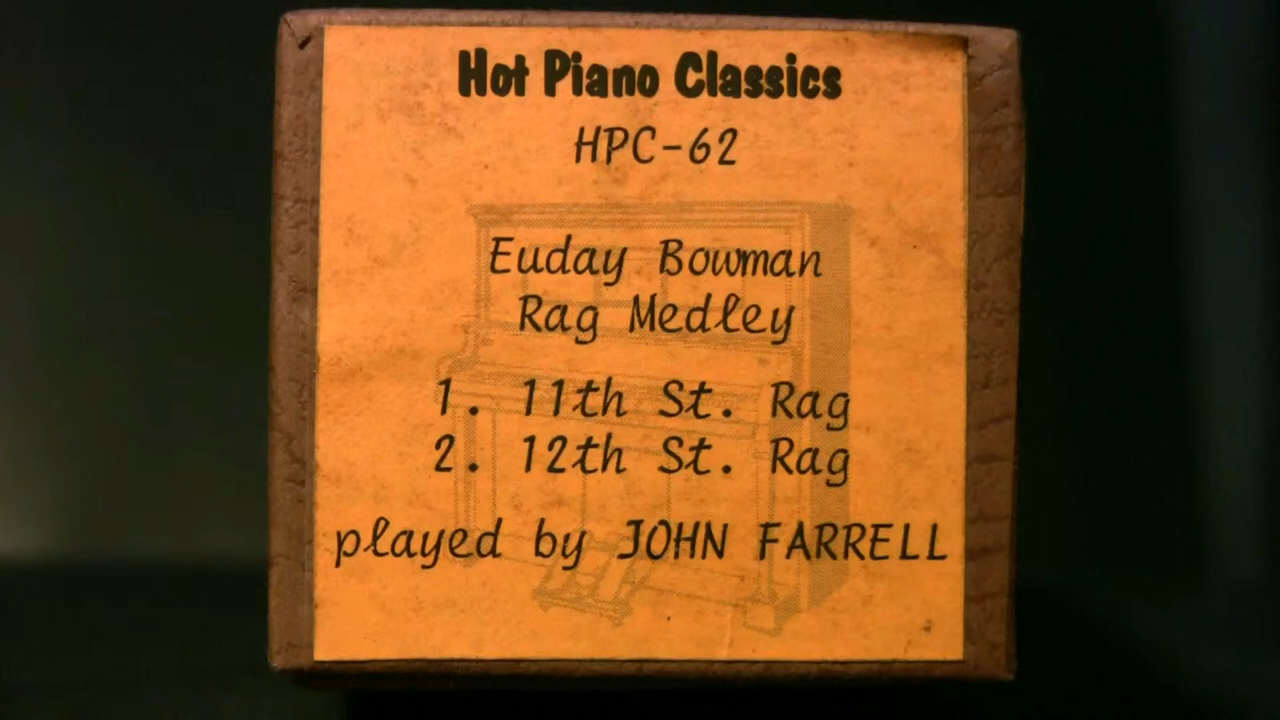 Hot Piano Classics
HPC-62
Euday Bowman
Rag Medley
1. 11th St. Rag
2. 12th St. Rag
played by JOHN FARRELL